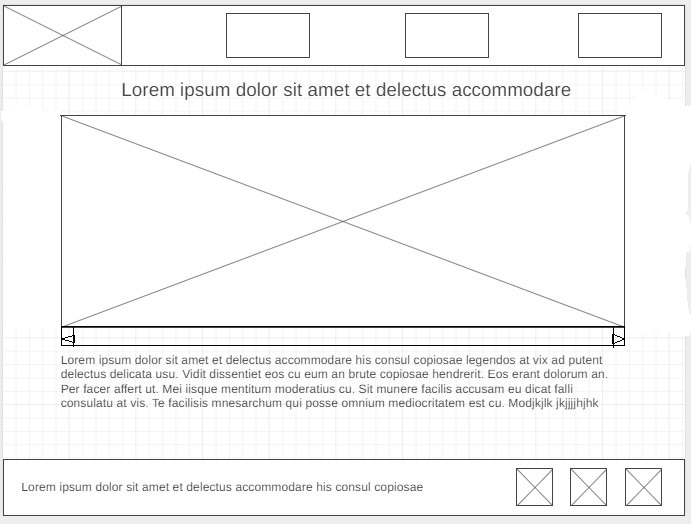 Lorem ipsum dolor sit amet et delectus accommodare
Lorem ipsum dolor sit amet et delectus accommodare his consul copiosae legendos at vix ad putent
delectus delicata usu. Vidit dissentiet eos cu eum an brute copiosae hendrerit. Eos erant dolorum an.
Per facer affert ut. Mei iisque mentitum moderatius cu. Sit munere facilis accusam eu dicat falli
consulatu at vis. Te facilisis mnesarchum qui posse omnium mediocritatem est cu. Modjkjlk jkjjjjhjhk
Lorem ipsum dolor sit amet et delectus accommodare his consul copiosae